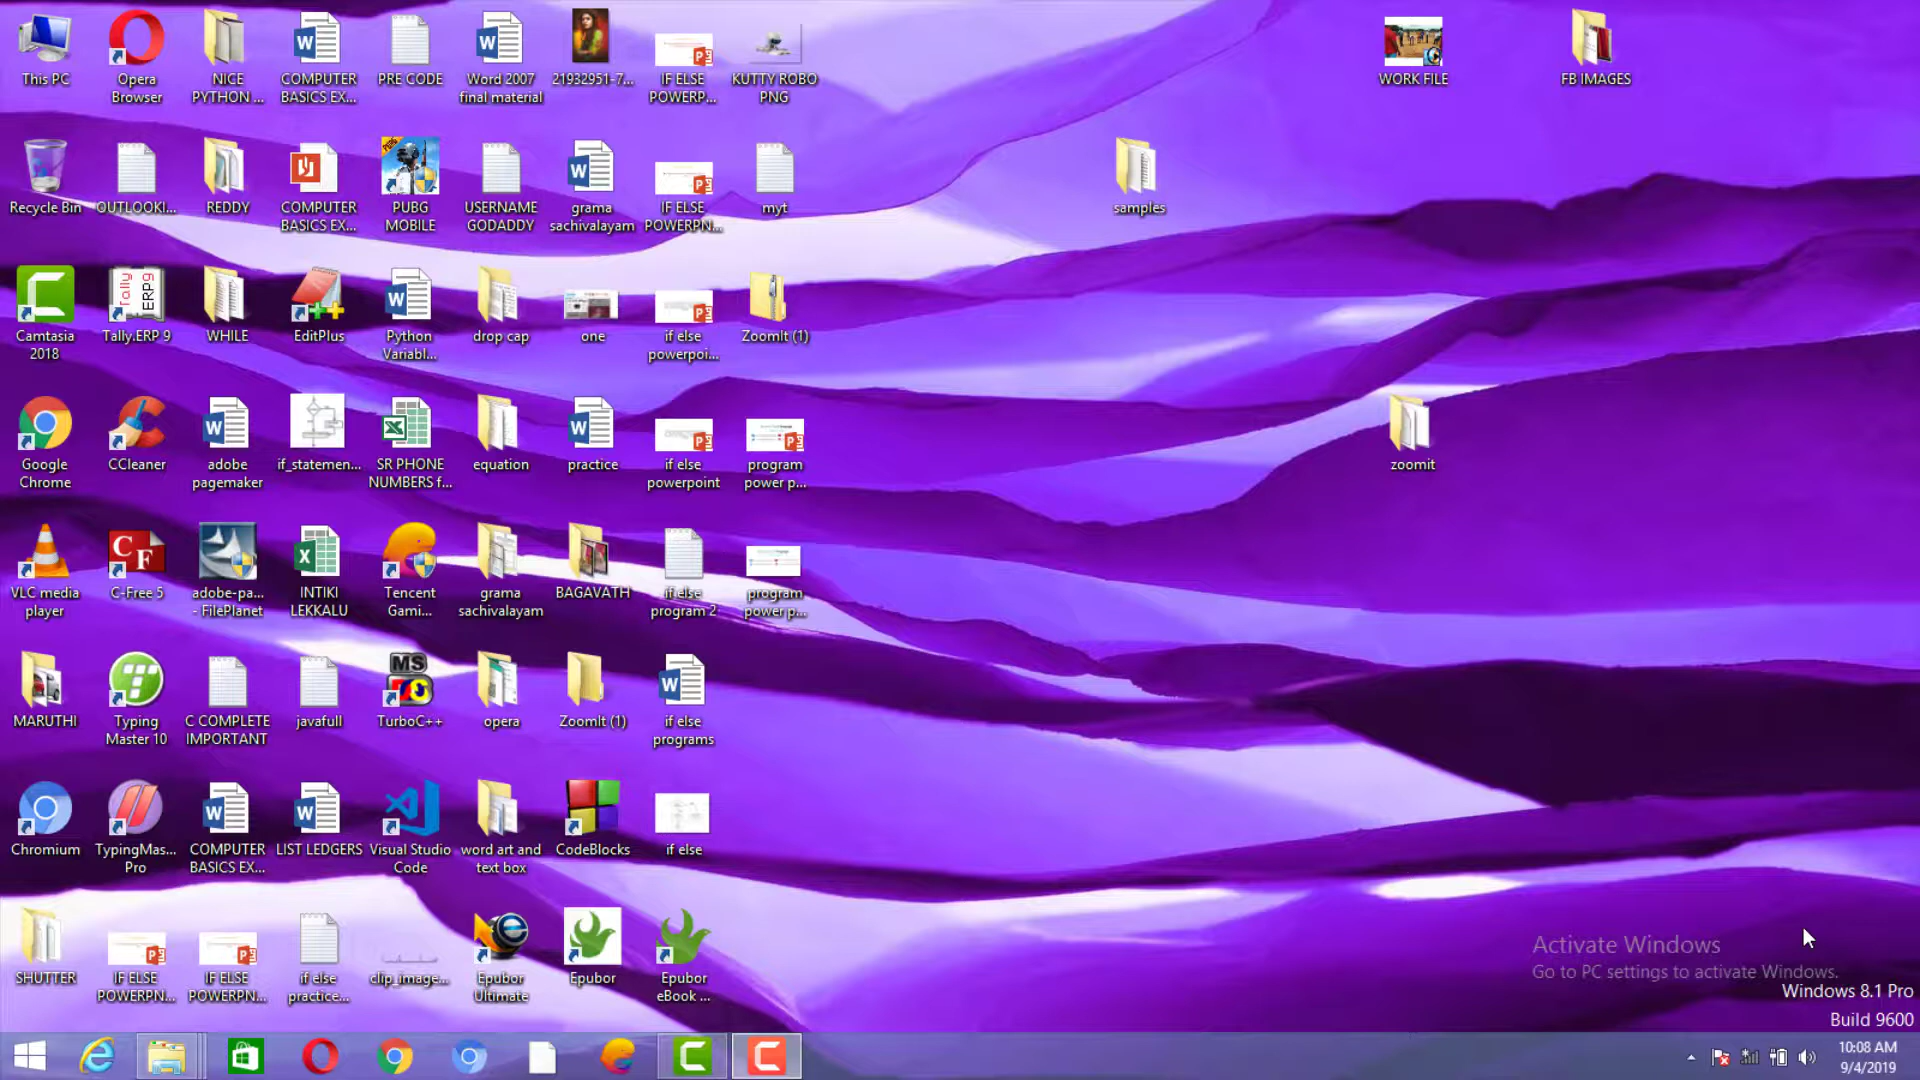 This PC
Opera
Browser
NICE
PYTHON ...
COMPUTER
BASICS EX...
PRE CODE
Word 2007
final material
21932951-7...
IF ELSE
POWERP...
KUTTY ROBO
PNG
WORK FILE
FB IMAGES
Recycle Bin
OUTLOOKI...
REDDY
COMPUTER
BASICS EX...
PUBG
MOBILE
USERNAME
GODADDY
grama
sachivalayam
IF ELSE
POWERPN...
myt
samples
Camtasia
2018
Tally.ERP 9
WHILE
EditPlus
Python
Variabl...
drop cap
one
if else
powerpoi...
ZoomIt (1)
Google
Chrome
CCleaner
adobe
pagemaker
if_statemen...
SR PHONE
NUMBERS f...
equation
practice
if else
powerpoint
program
power p...
zoomit
VLC media
player
C-Free 5
adobe-pa...
- FilePlanet
INTIKI
LEKKALU
Tencent
Gami...
grama
sachivalayam
BAGAVATH
if else
program 2
program
power p...
MARUTHI
Typing
Master 10
C COMPLETE
IMPORTANT
javafull
TurboC++
opera
ZoomIt (1)
if else
programs
Chromium
TypingMas...
Pro
COMPUTER
BASICS EX...
LIST LEDGERS
Visual Studio
Code
word art and
text box
CodeBlocks
if else
SHUTTER
IF ELSE
POWERPN...
IF ELSE
POWERPN...
if else
practice...
clip_image...
Epubor
Ultimate
Epubor
Epubor
eBook ...
Activate Windows
Go to PC settings to activate Windows.
Windows 8.1 Pro
Build 9600
10:08 AM
9/4/2019